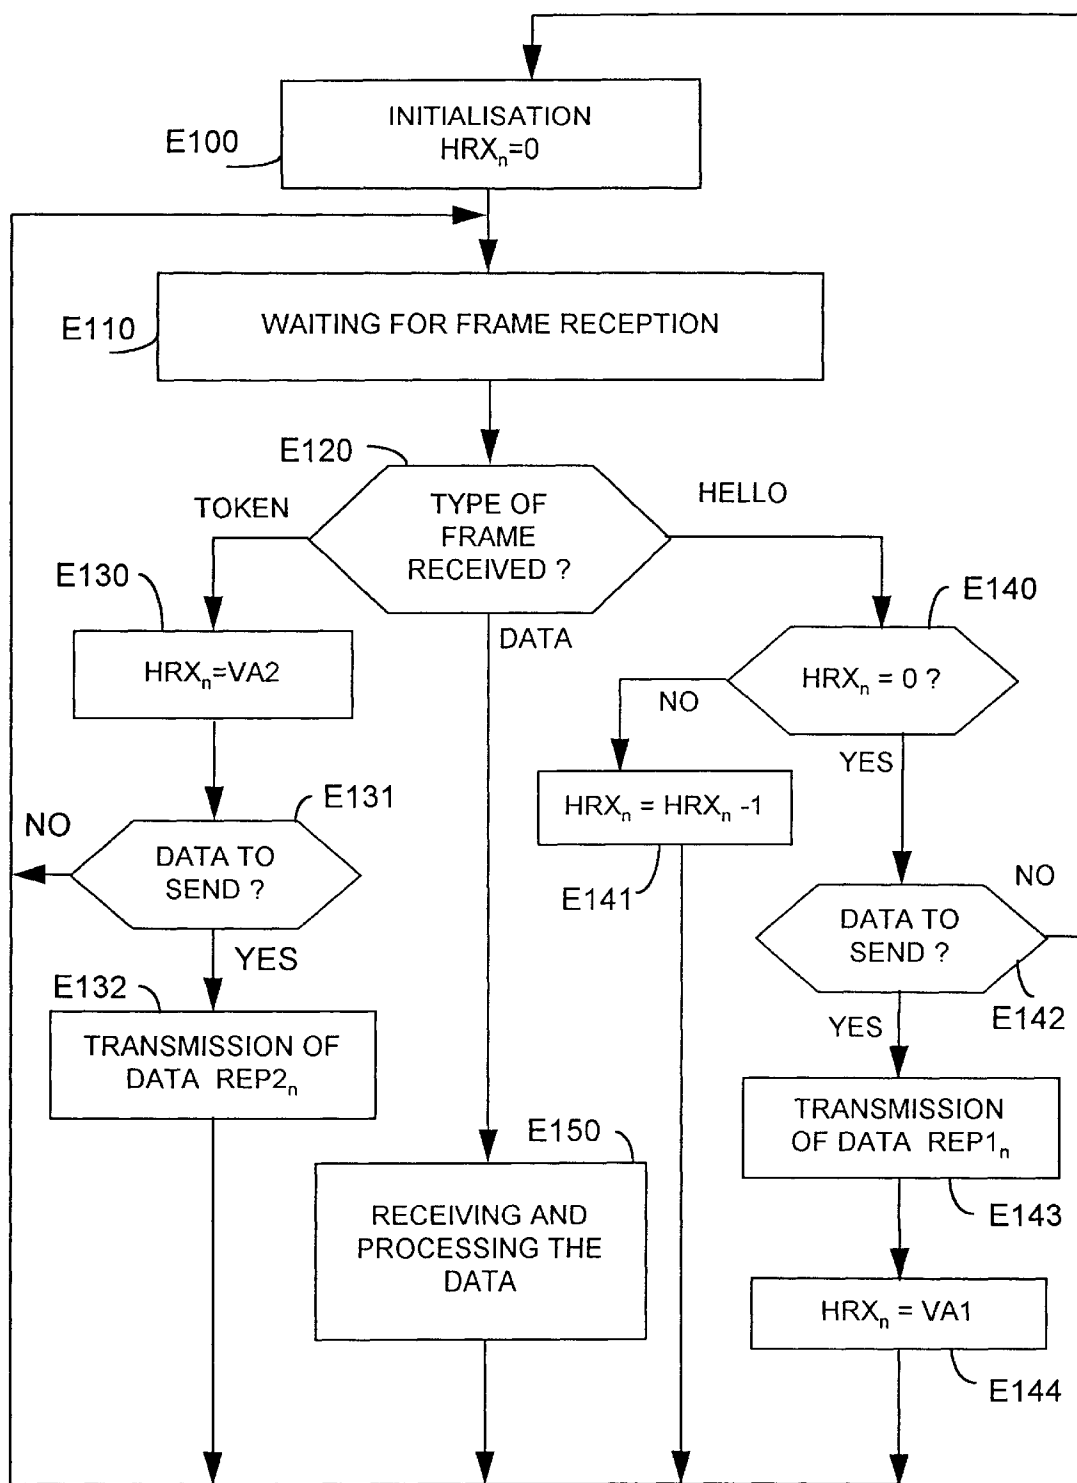 INITIALISATION
HRXn=0
E100
WAITING FOR FRAME RECEPTION
E110
E120
TYPE OF
FRAME
RECEIVED ?
TOKEN
HELLO
DATA
E130
HRXn=VA2
E140
HRXn = 0 ?
NO
YES
HRXn = HRXn -1
E141
E131
NO
DATA TO
SEND ?
YES
DATA TO
SEND ?
NO
E142
YES
E132
TRANSMISSION OF
DATA REP2n
TRANSMISSION
OF DATA REP1n
E143
E150
RECEIVING AND
PROCESSING THE
DATA
HRXn = VA1
E144